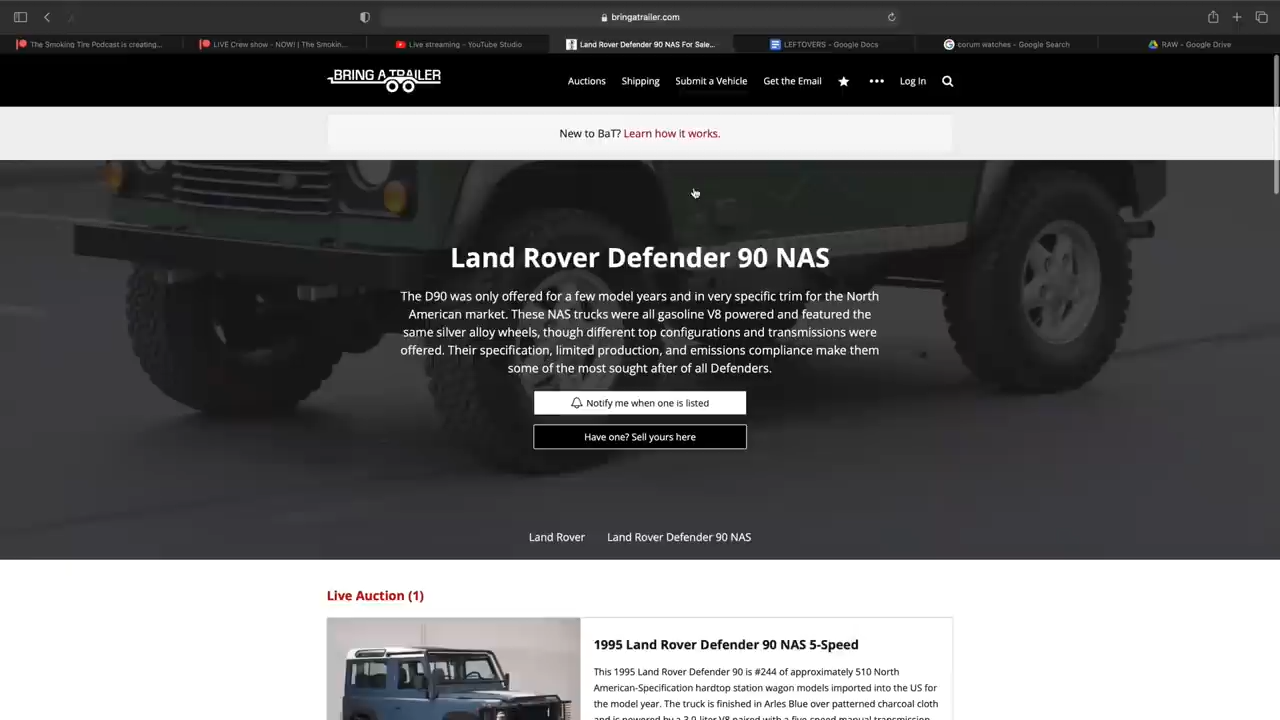 bringatrailer.com
The Smoking Tire Podcast is creating...
LIVE Crew show - NOW! | The Smokin...
Live streaming - YouTube Studio
Land Rover Defender 90 NAS For Sale...
LEFTOVERS - Google Docs
corum watches - Google Search
RAW - Google Drive
BRING A TRAILER
Auctions
Shipping
Submit a Vehicle
Get the Email
Log In
New to BaT? Learn how it works.
Land Rover Defender 90 NAS
The D90 was only offered for a few model years and in very specific trim for the North
American market. These NAS trucks were all gasoline V8 powered and featured the
same silver alloy wheels, though different top configurations and transmissions were
offered. Their specification, limited production, and emissions compliance make them
some of the most sought after of all Defenders.
Notify me when one is listed
Have one? Sell yours here
Land Rover
Land Rover Defender 90 NAS
Live Auction (1)
1995 Land Rover Defender 90 NAS 5-Speed
This 1995 Land Rover Defender 90 is #244 of approximately 510 North
American-Specification hardtop station wagon models imported into the US for
the model year. The truck is finished in Arles Blue over patterned charcoal cloth
and is powered by a 3.9-liter V8 paired with a five-speed manual transmission